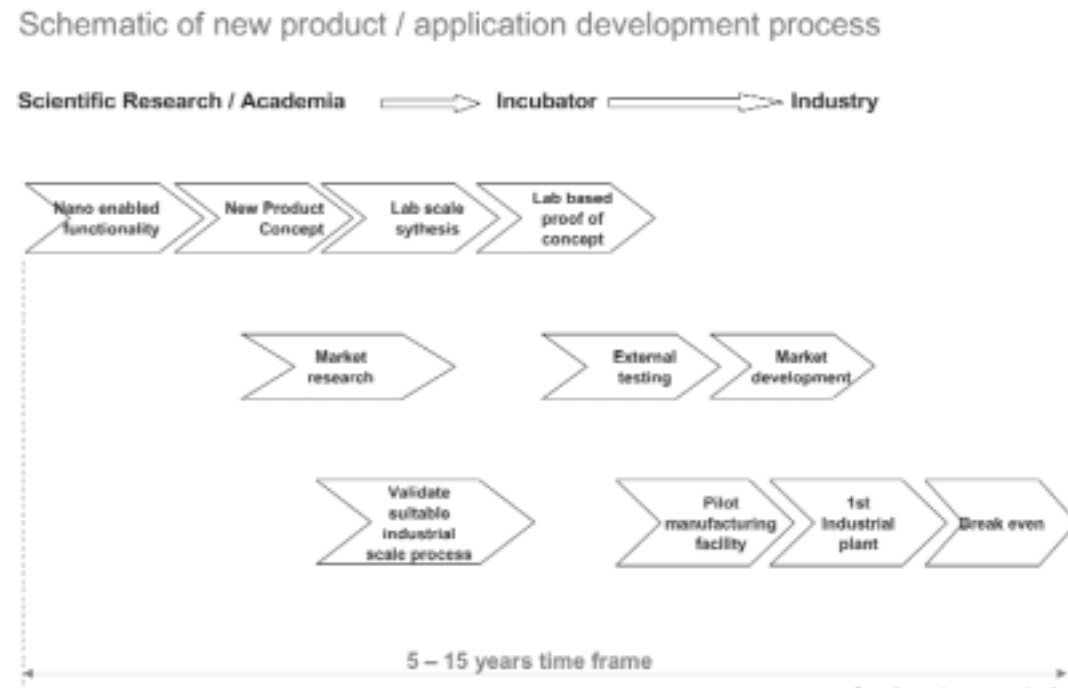 Schematic of new product / application development process
Scientific Research / Academia
Incubator
Industry
Nano enabled
functionality
New Product
Concept
Lab scale
sythesis
Lab based
proof of
concept
Market
research
External
testing
Market
development
Validate
suitable
industrial
scale process
Pilot
manufacturing
facility
1st
Industrial
plant
Break even
5 – 15 years time frame